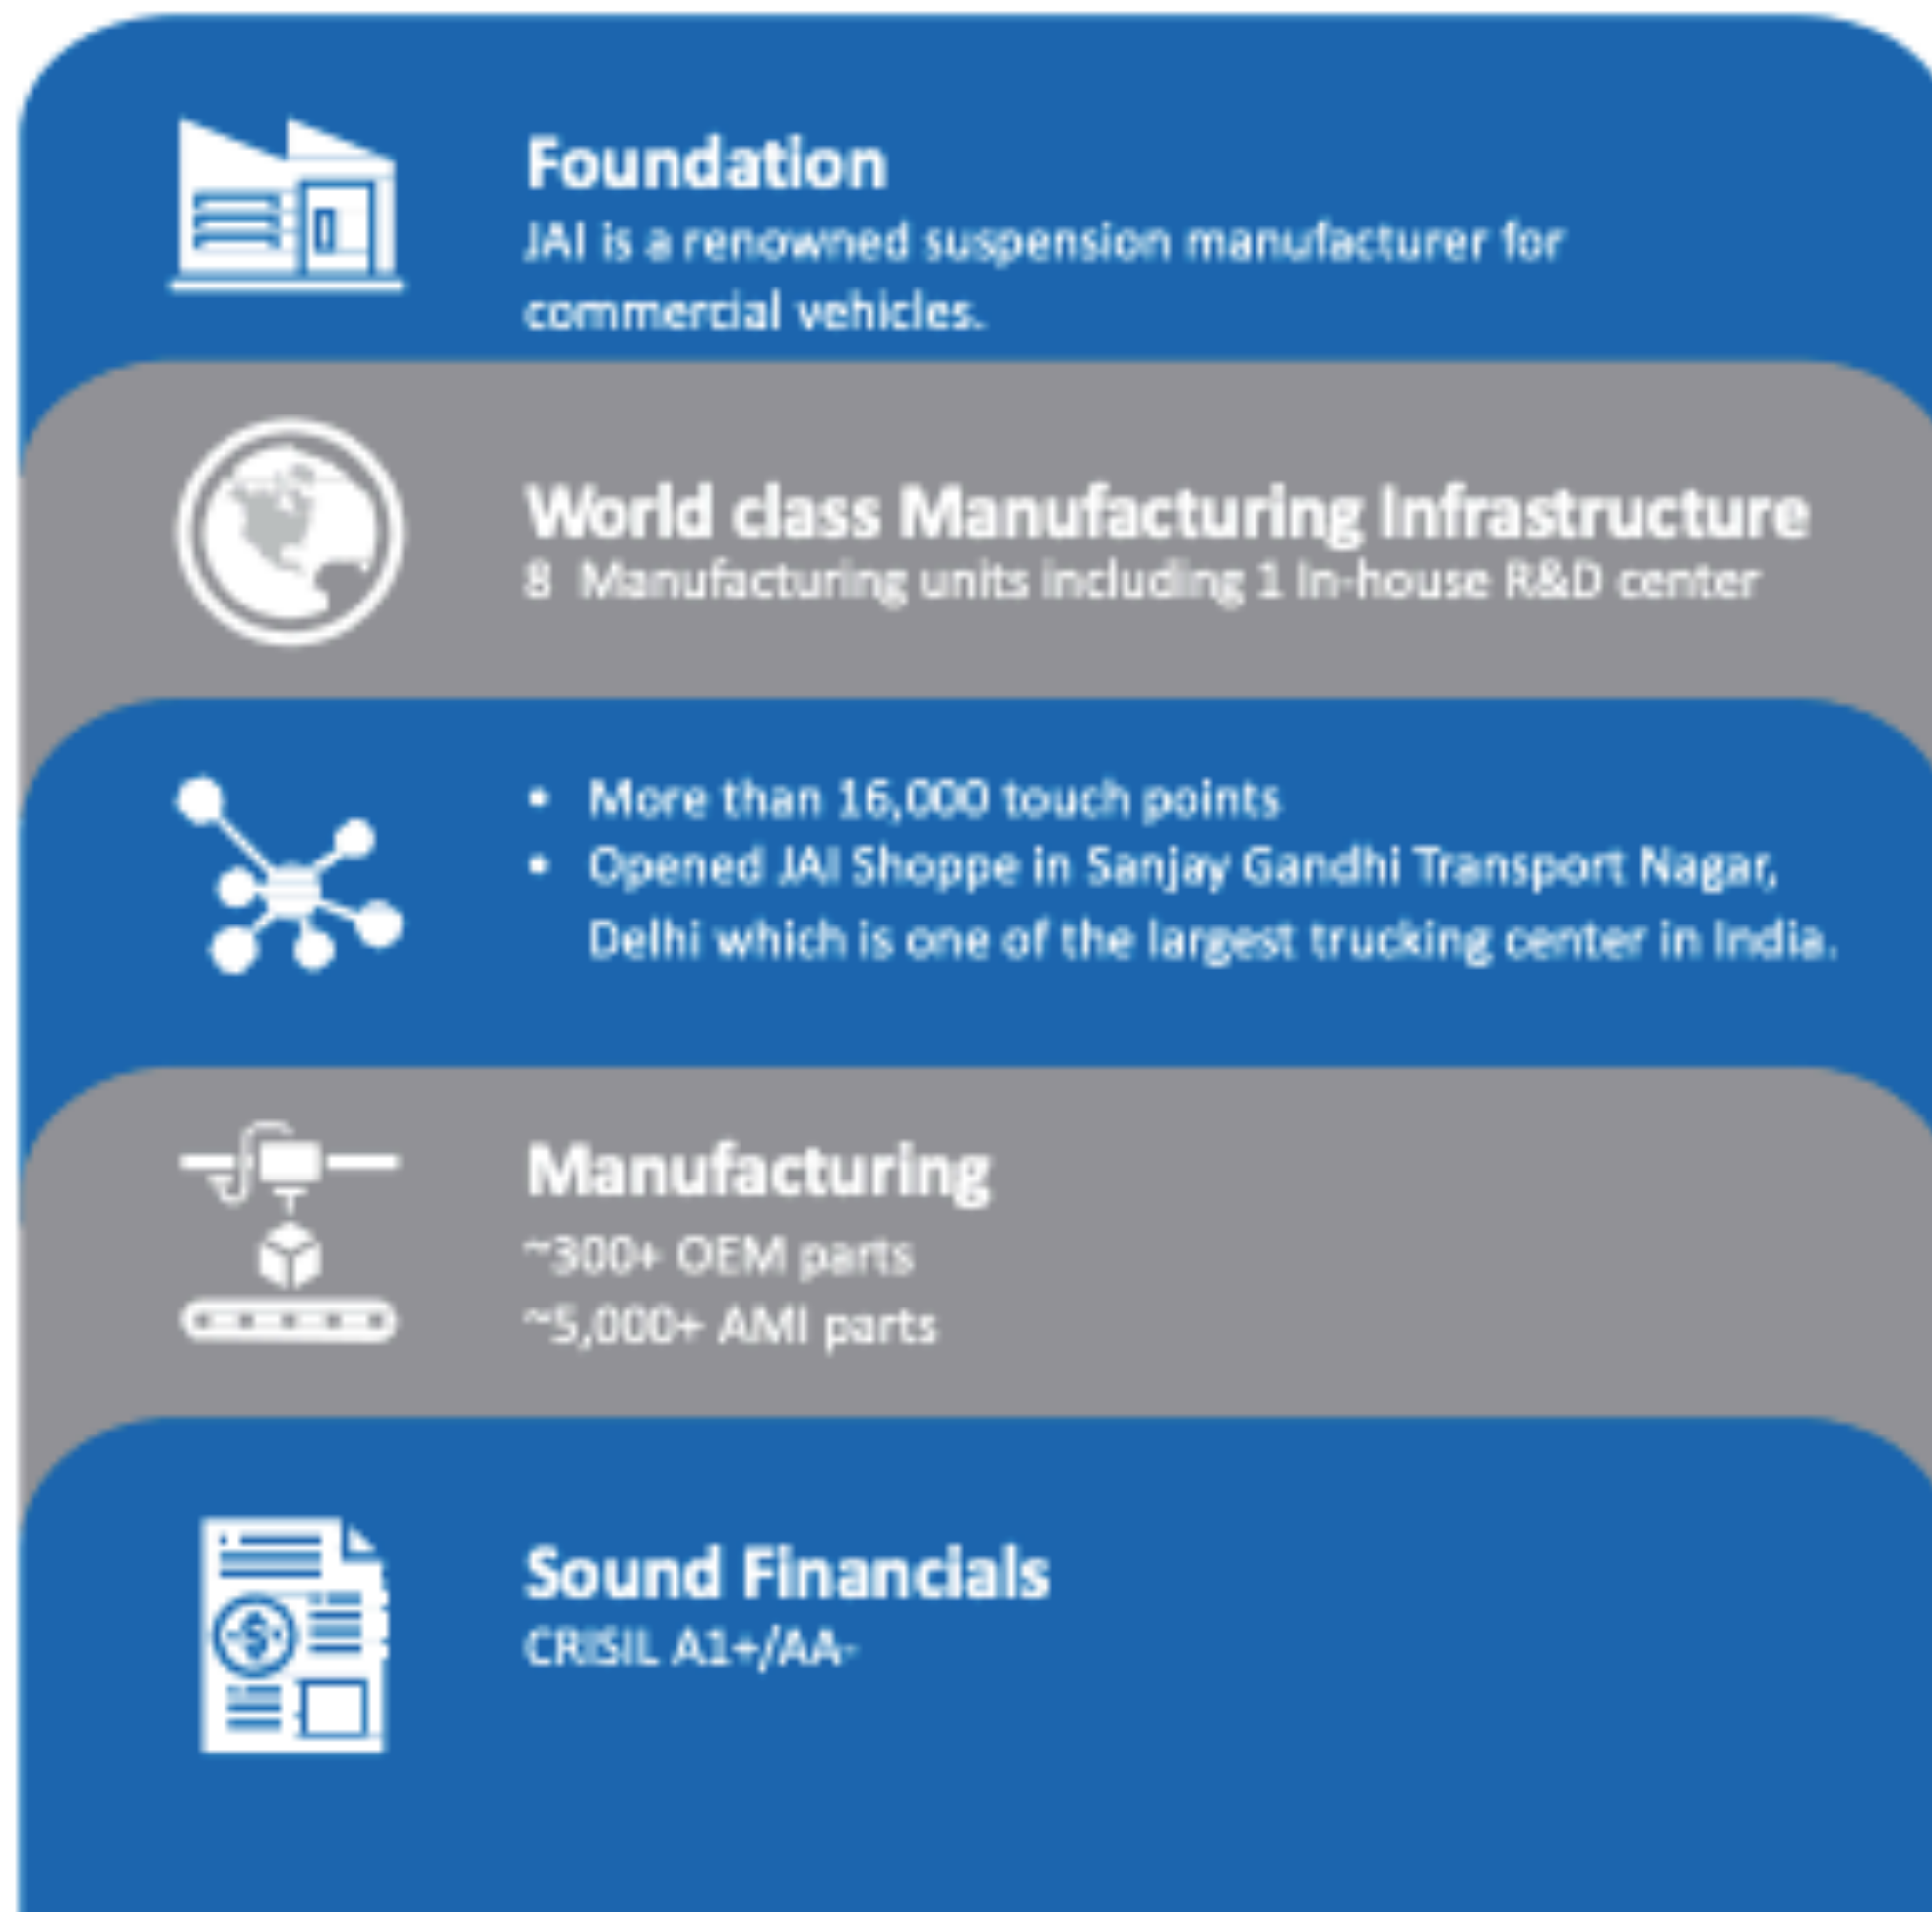 Foundation
JAI is a renowned suspension manufacturer for
commercial vehicles.
World class Manufacturing Infrastructure
8 Manufacturing units including 1 In-house R&D center
• More than 16,000 touch points
• Opened JAI Shoppe in Sanjay Gandhi Transport Nagar,
Delhi which is one of the largest trucking center in India.
Manufacturing
~300+ OEM parts
~5,000+ AMI parts
Sound Financials
CRISIL A1+/AA-